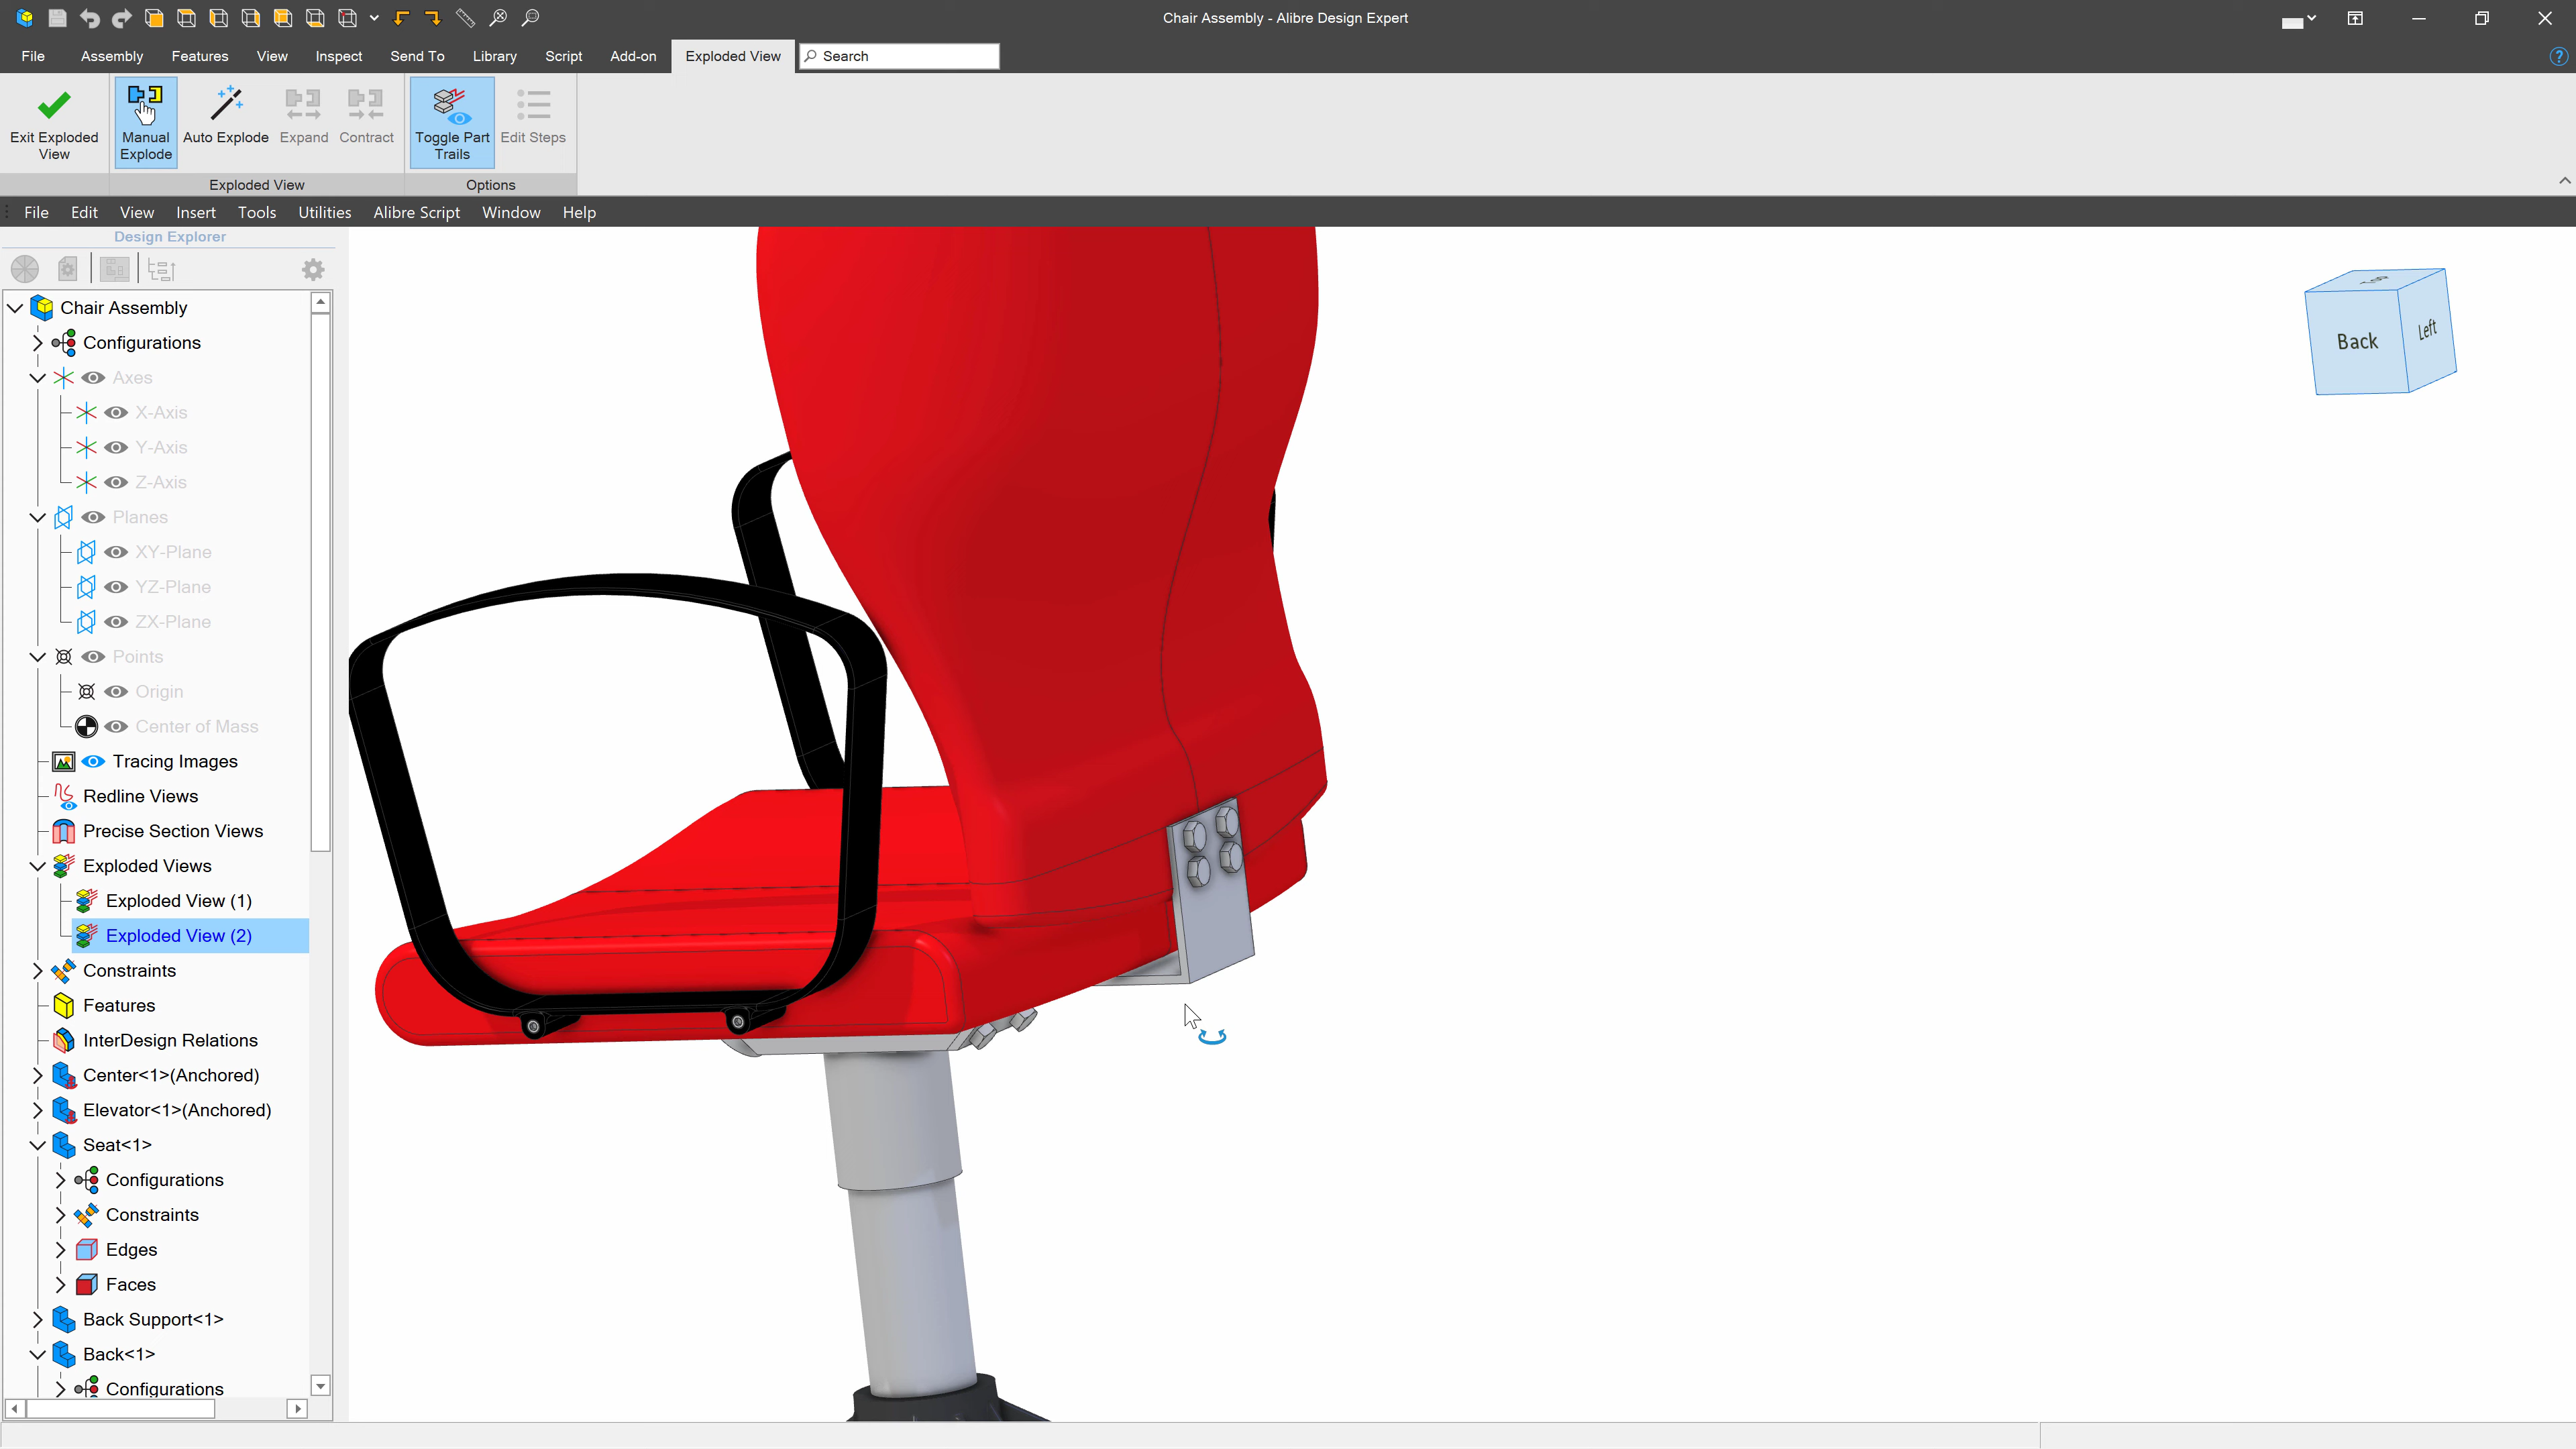 Chair Assembly - Alibre Design Expert
File Assembly Features View Inspect Send To Library Script Add-on Exploded View Search
Exit Exploded View
Manual Explode
Auto Explode
Expand
Contract
Toggle Part Trails
Edit Steps
Exploded View
Options
File Edit View Insert Tools Utilities Alibre Script Window Help
Design Explorer
Chair Assembly
Configurations
Axes
X-Axis
Y-Axis
Z-Axis
Planes
XY-Plane
YZ-Plane
ZX-Plane
Points
Origin
Center of Mass
Tracing Images
Redline Views
Precise Section Views
Exploded Views
Exploded View (1)
Exploded View (2)
Constraints
Features
InterDesign Relations
Center<1>(Anchored)
Elevator<1>(Anchored)
Seat<1>
Configurations
Constraints
Edges
Faces
Back Support<1>
Back<1>
Configurations
Back
Left